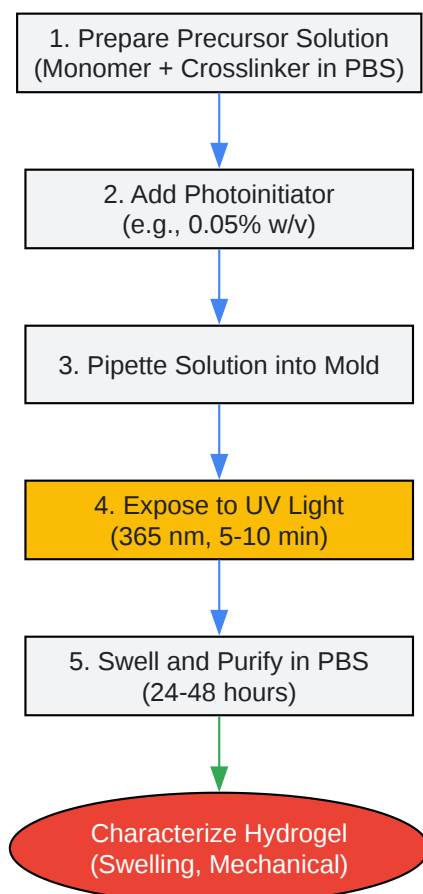 1. Prepare Precursor Solution
(Monomer + Crosslinker in PBS)
2. Add Photoinitiator
(e.g., 0.05% w/v)
3. Pipette Solution into Mold
4. Expose to UV Light
(365 nm, 5-10 min)
5. Swell and Purify in PBS
(24-48 hours)
Characterize Hydrogel
(Swelling, Mechanical)